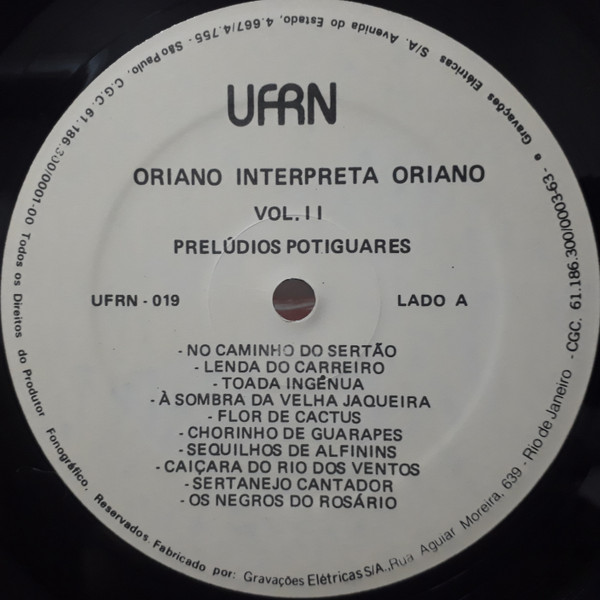 UFRN
ORIANO INTERPRETA ORIANO
VOL. II
PRELÚDIOS POTIGUARES
UFRN - 019
LADO A
- NO CAMINHO DO SERTÃO
- LENDA DO CARREIRO
- TOADA INGÊNUA
- À SOMBRA DA VELHA JAQUEIRA
- FLOR DE CACTUS
- CHORINHO DE GUARAPES
- SEQUILHOS DE ALFININS
- CAIÇARA DO RIO DOS VENTOS
- SERTANEJO CANTADOR
- OS NEGROS DO ROSÁRIO
Todos os Direitos do Produtor Fonográfico. Reservados. Fabricado por: Gravações Elétricas S/A., Rua Aguiar Moreira, 639 - Rio de Janeiro - CGC. 61.186.300/0003-63 - e Gravações Elétricas S/A. Avenida do Estado, 4.667/4.755 - São Paulo. C.G.C. 61.186.300/0001-00